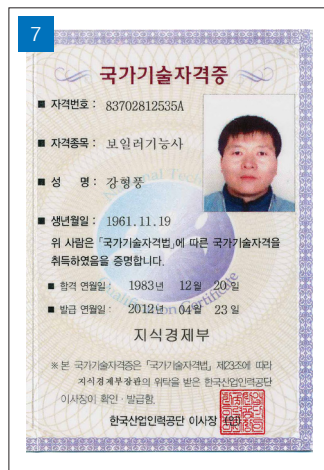 7
국가기술자격증
■ 자격번호 : 83702812535A
■ 자격종목 : 보일러기능사
■ 성 명 : 강형풍
■ 생년월일 : 1961.11.19
위 사람은 「국가기술자격법」에 따른 국가기술자격을
취득하였음을 증명합니다.
■ 합격 연월일 : 1983년 12월 20일
■ 발급 연월일 : 2012년 04월 23일
지식경제부
※ 본 국가기술자격증은 「국가기술자격법」 제23조에 따라
지식경제부장관의 위탁을 받은 한국산업인력공단
이사장이 확인 · 발급함.
한국산업인력공단 이사장 (인)